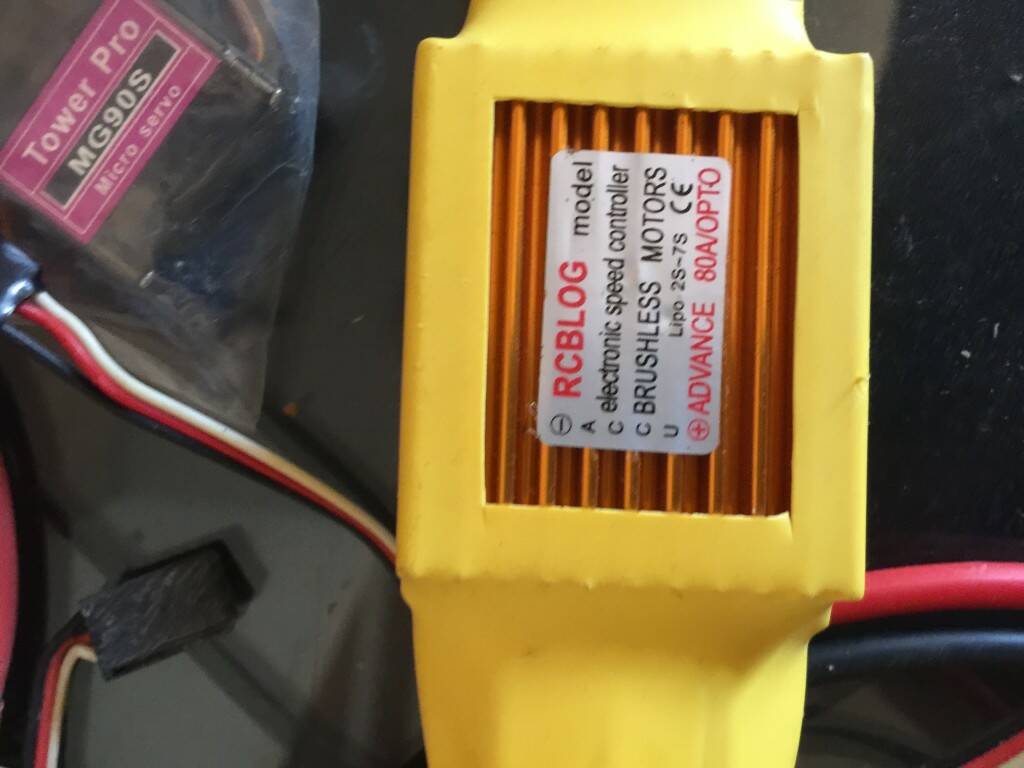 Tower Pro
MG90S
Micro servo
⊖ RCBLOG model
A
C electronic speed controller
C BRUSHLESS MOTORS
U Lipo 2S-7S CE
⊕ ADVANCE 80A/OPTO